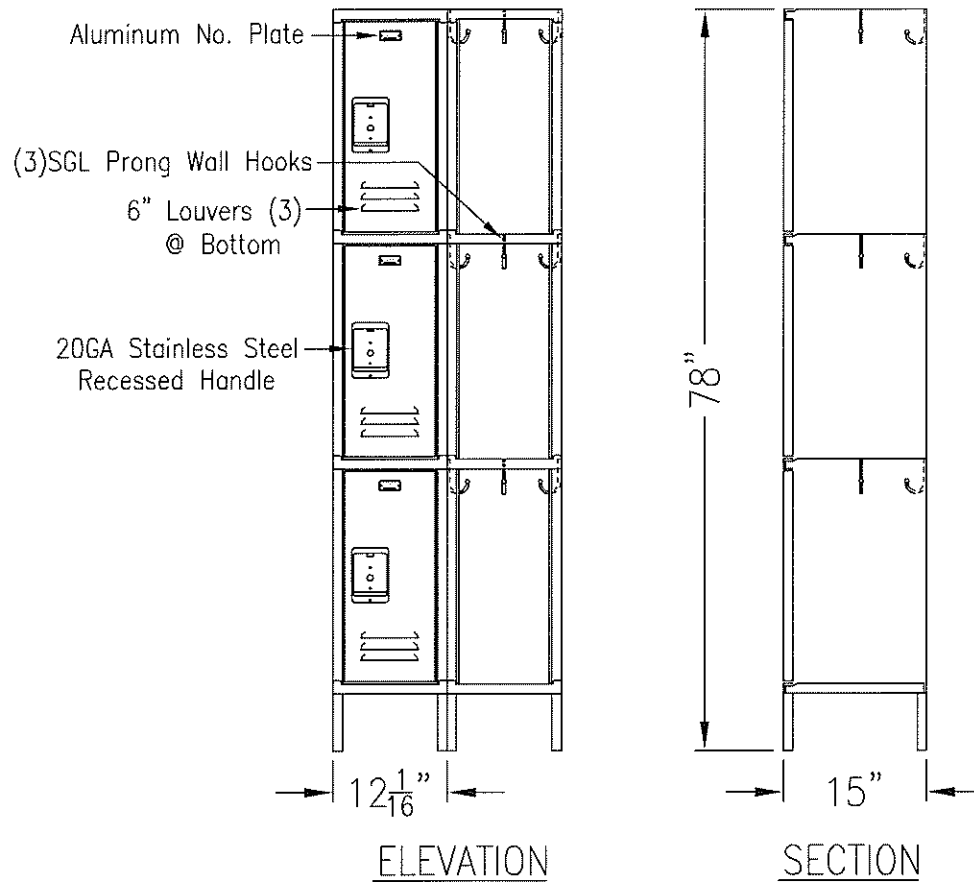 Aluminum No. Plate
(3)SGL Prong Wall Hooks
6" Louvers (3)
@ Bottom
20GA Stainless Steel
Recessed Handle
78"
12 1/16"
15"
ELEVATION
SECTION